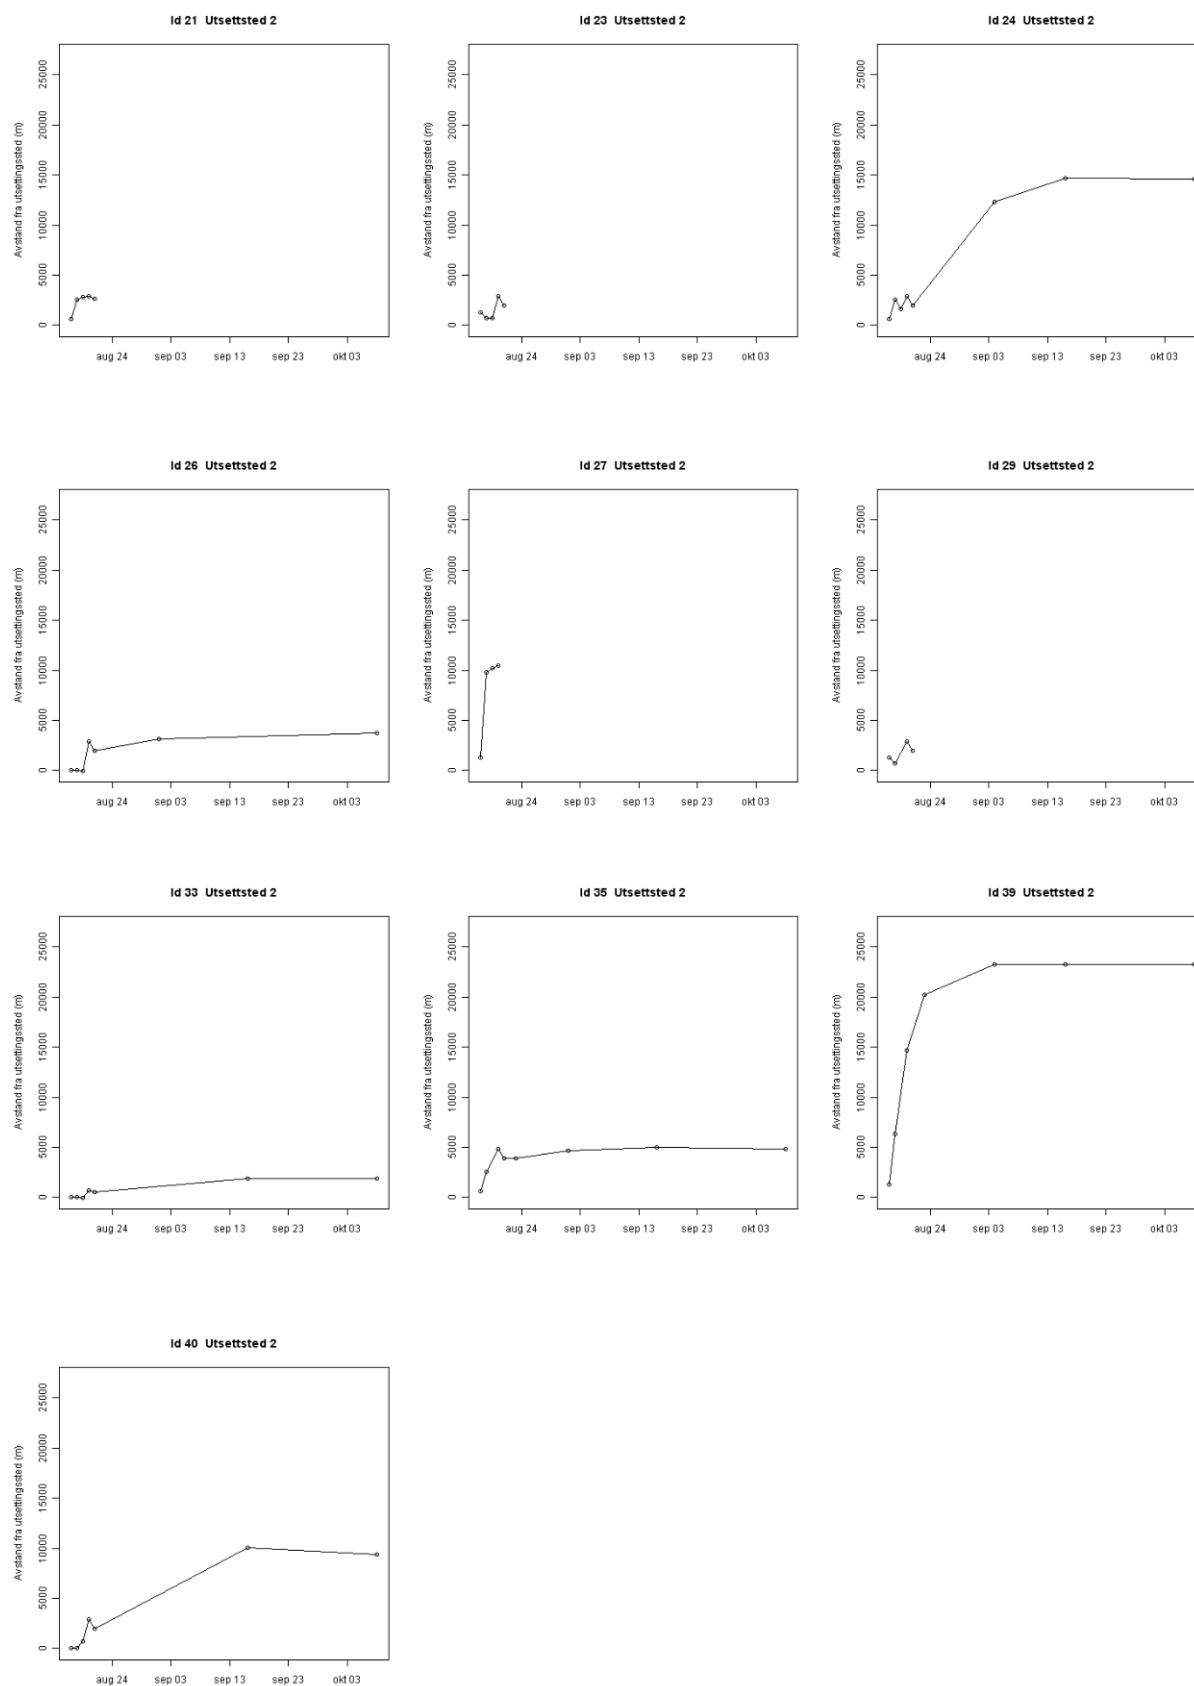 Id 21 Utsettsted 2
Id 23 Utsettsted 2
Id 24 Utsettsted 2
Avstand fra utsettingssted (m)
25000
20000
15000
10000
5000
0
aug 24 sep 03 sep 13 sep 23 okt 03
Avstand fra utsettingssted (m)
25000
20000
15000
10000
5000
0
aug 24 sep 03 sep 13 sep 23 okt 03
Avstand fra utsettingssted (m)
25000
20000
15000
10000
5000
0
aug 24 sep 03 sep 13 sep 23 okt 03
Id 26 Utsettsted 2
Id 27 Utsettsted 2
Id 29 Utsettsted 2
Avstand fra utsettingssted (m)
25000
20000
15000
10000
5000
0
aug 24 sep 03 sep 13 sep 23 okt 03
Avstand fra utsettingssted (m)
25000
20000
15000
10000
5000
0
aug 24 sep 03 sep 13 sep 23 okt 03
Avstand fra utsettingssted (m)
25000
20000
15000
10000
5000
0
aug 24 sep 03 sep 13 sep 23 okt 03
Id 33 Utsettsted 2
Id 35 Utsettsted 2
Id 39 Utsettsted 2
Avstand fra utsettingssted (m)
25000
20000
15000
10000
5000
0
aug 24 sep 03 sep 13 sep 23 okt 03
Avstand fra utsettingssted (m)
25000
20000
15000
10000
5000
0
aug 24 sep 03 sep 13 sep 23 okt 03
Avstand fra utsettingssted (m)
25000
20000
15000
10000
5000
0
aug 24 sep 03 sep 13 sep 23 okt 03
Id 40 Utsettsted 2
Avstand fra utsettingssted (m)
25000
20000
15000
10000
5000
0
aug 24 sep 03 sep 13 sep 23 okt 03